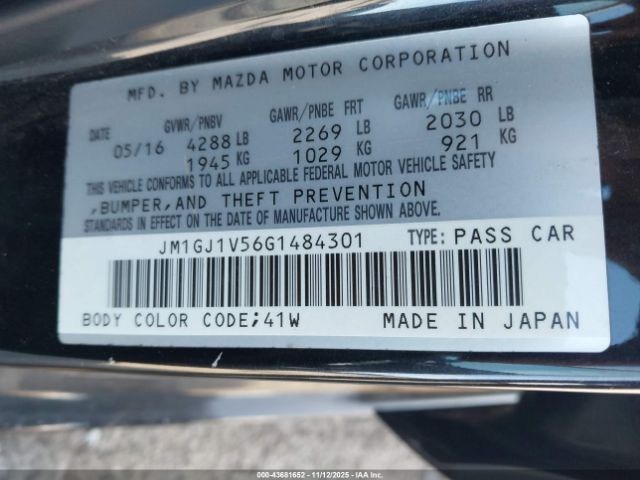 MFD. BY MAZDA MOTOR CORPORATION
DATE GVWR/PNBV GAWR/PNBE FRT GAWR/PNBE RR
05/16 4288 LB 2269 LB 2030 LB
1945 KG 1029 KG 921 KG
THIS VEHICLE CONFORMS TO ALL APPLICABLE FEDERAL MOTOR VEHICLE SAFETY
,BUMPER,AND THEFT PREVENTION
STANDARDS IN EFFECT ON THE DATE OF MANUFACTURE SHOWN ABOVE.
JM1GJ1V56G1484301 TYPE: PASS CAR
BODY COLOR CODE;41W MADE IN JAPAN
© IAA 00-43681652 - 11/12/2025 - IAAI.COM